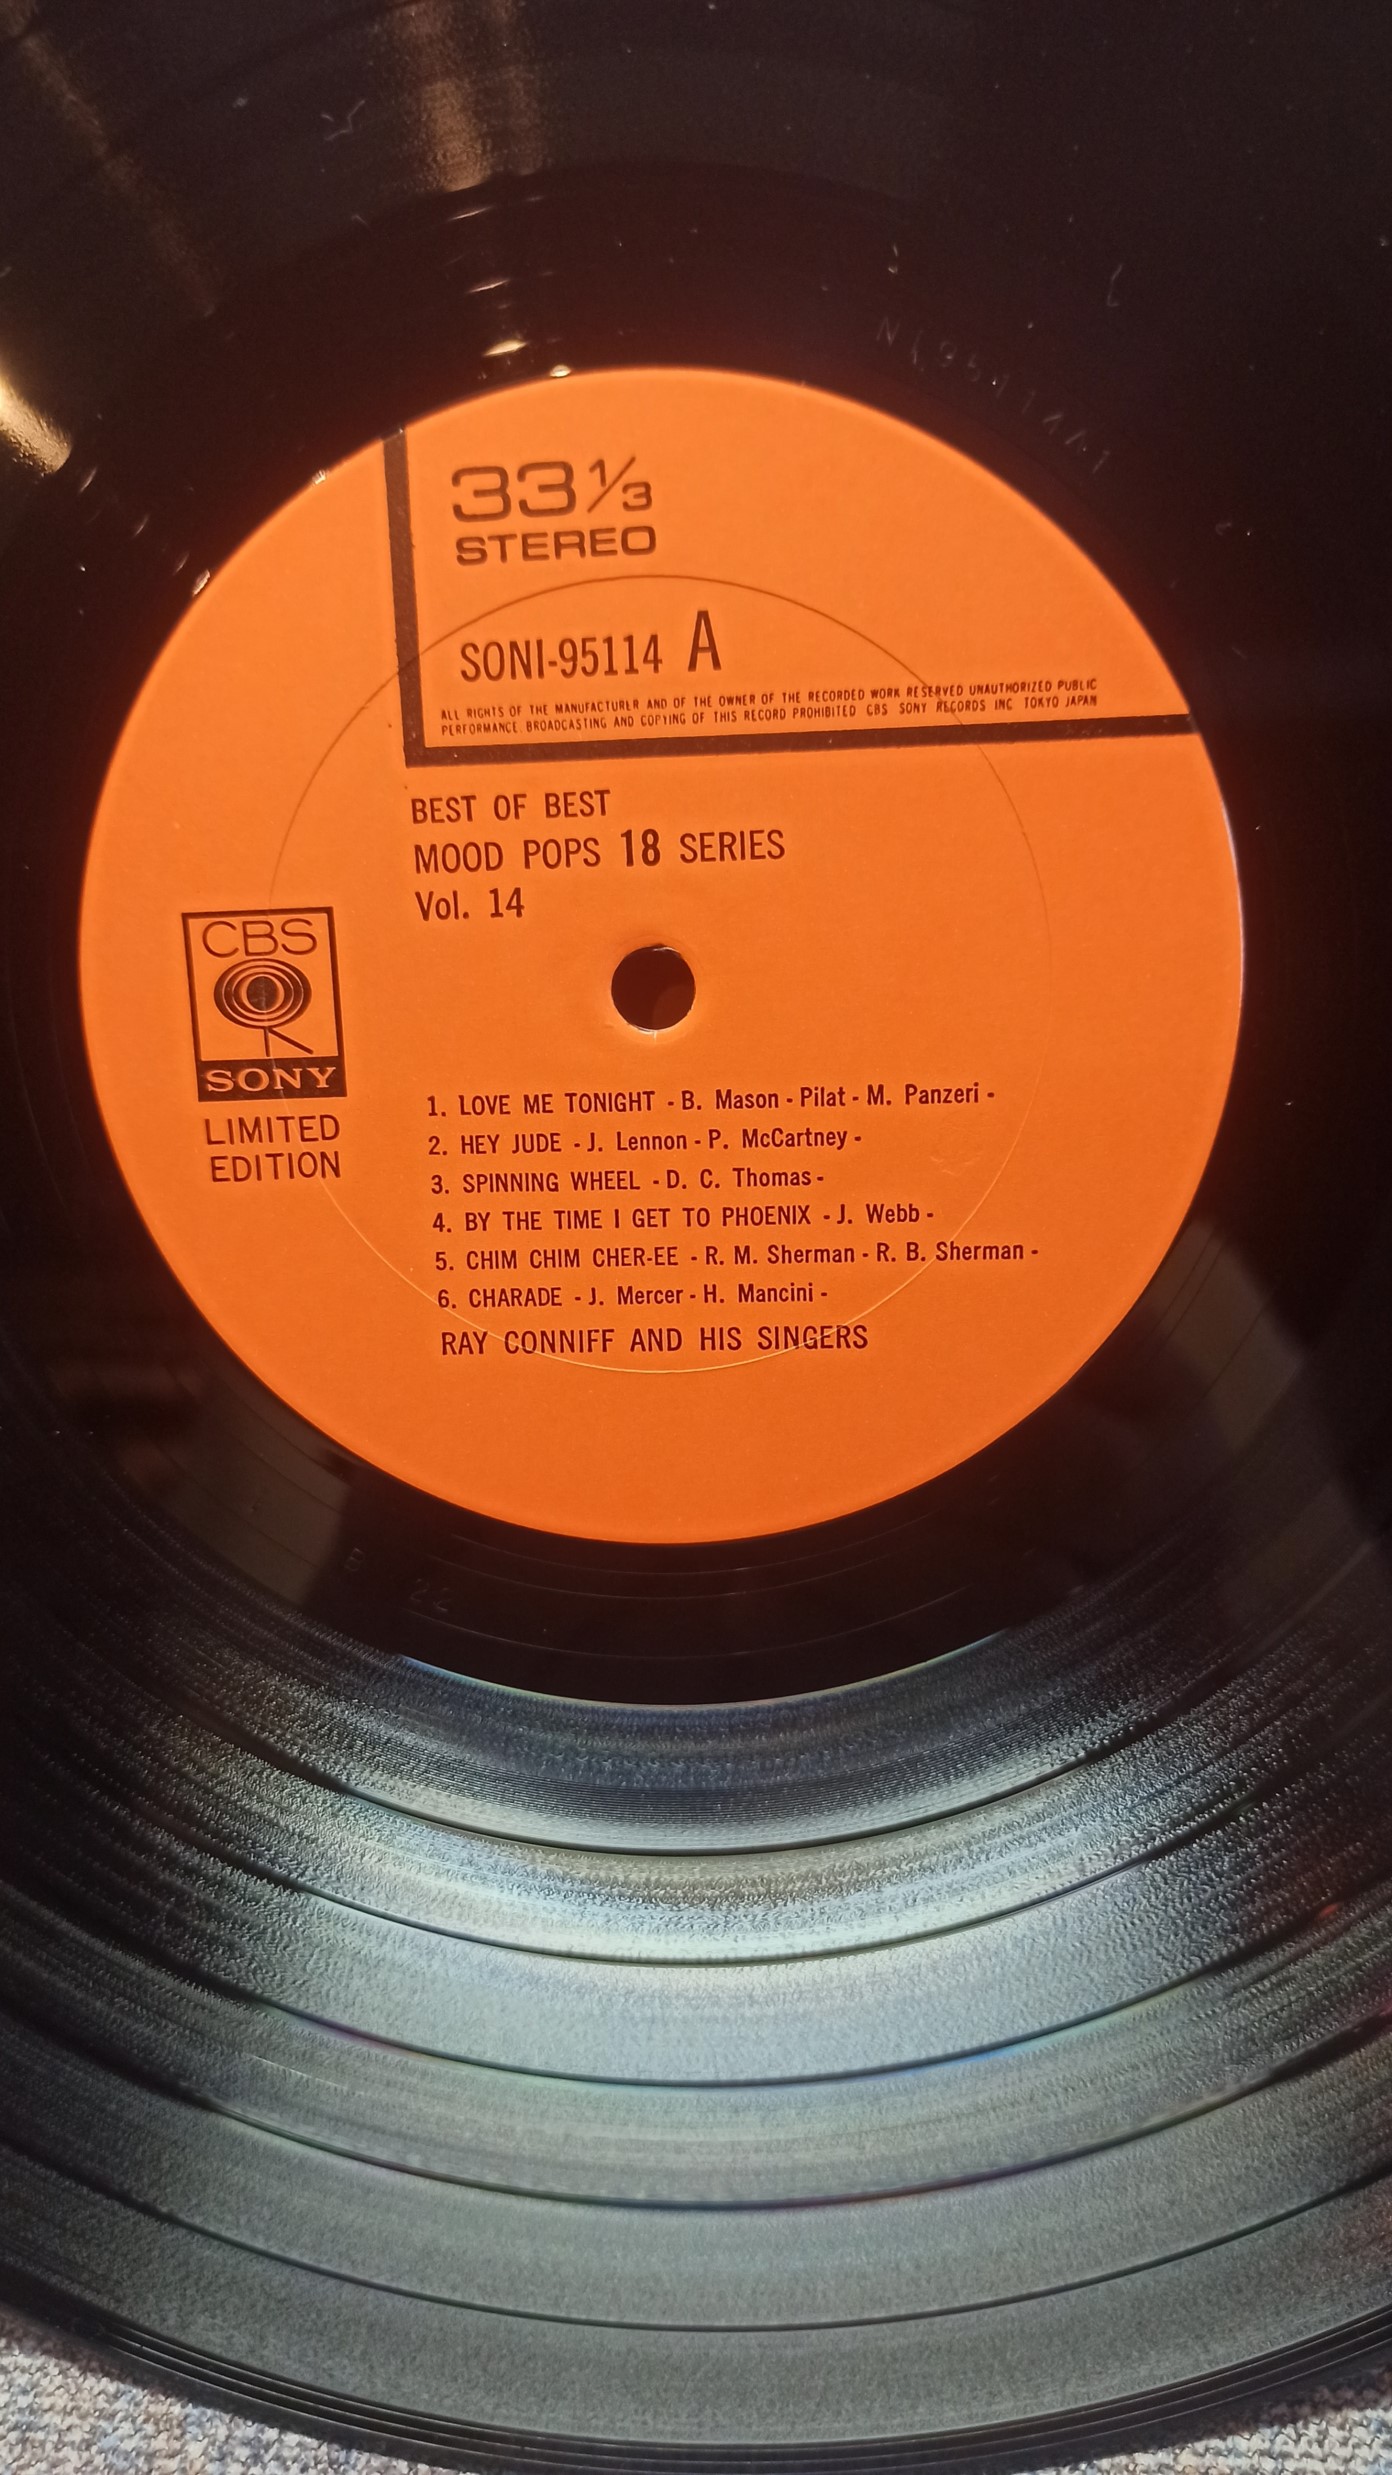 33 1/3
STEREO
SONI-95114 A
ALL RIGHTS OF THE MANUFACTURER AND OF THE OWNER OF THE RECORDED WORK RESERVED UNAUTHORIZED PUBLIC
PERFORMANCE. BROADCASTING AND COPYING OF THIS RECORD PROHIBITED CBS SONY RECORDS INC TOKYO JAPAN
BEST OF BEST
MOOD POPS 18 SERIES
Vol. 14
CBS
SONY
LIMITED
EDITION
1. LOVE ME TONIGHT - B. Mason - Pilat - M. Panzeri -
2. HEY JUDE - J. Lennon - P. McCartney -
3. SPINNING WHEEL - D. C. Thomas -
4. BY THE TIME I GET TO PHOENIX - J. Webb -
5. CHIM CHIM CHER-EE - R. M. Sherman - R. B. Sherman -
6. CHARADE - J. Mercer - H. Mancini -
RAY CONNIFF AND HIS SINGERS